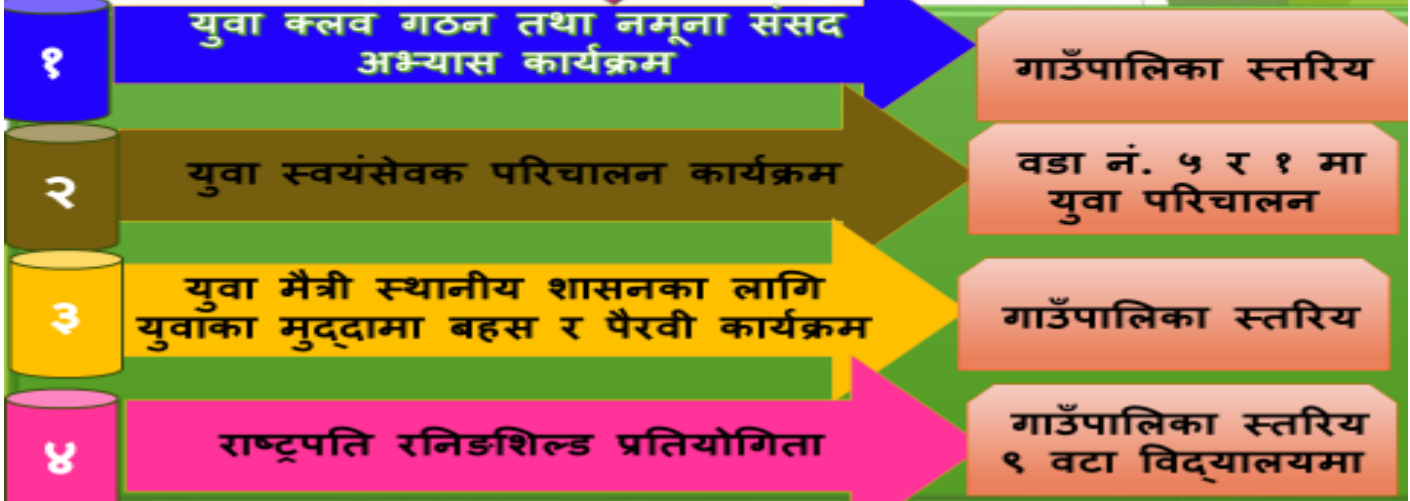 १
युवा क्लव गठन तथा नमूना संसद
अभ्यास कार्यक्रम
गाउँपालिका स्तरिय
२
युवा स्वयंसेवक परिचालन कार्यक्रम
वडा नं. ५ र १ मा
युवा परिचालन
३
युवा मैत्री स्थानीय शासनका लागि
युवाका मुद्दामा बहस र पैरवी कार्यक्रम
गाउँपालिका स्तरिय
४
राष्ट्रपति रनिङशिल्ड प्रतियोगिता
गाउँपालिका स्तरिय
९ वटा विद्यालयमा